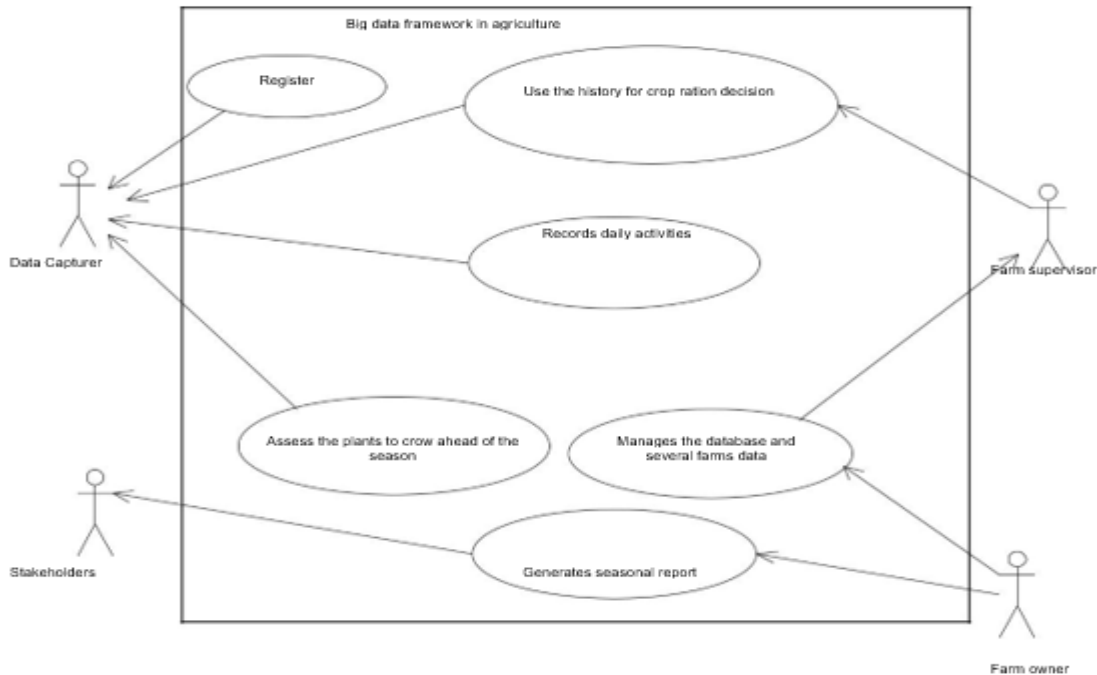 Big data framework in agriculture
Register
Use the history for crop ration decision
Records daily activities
Data Capturer
Farm supervisor
Assess the plants to crow ahead of the
season
Manages the database and
several farms data
Stakeholders
Generates seasonal report
Farm owner